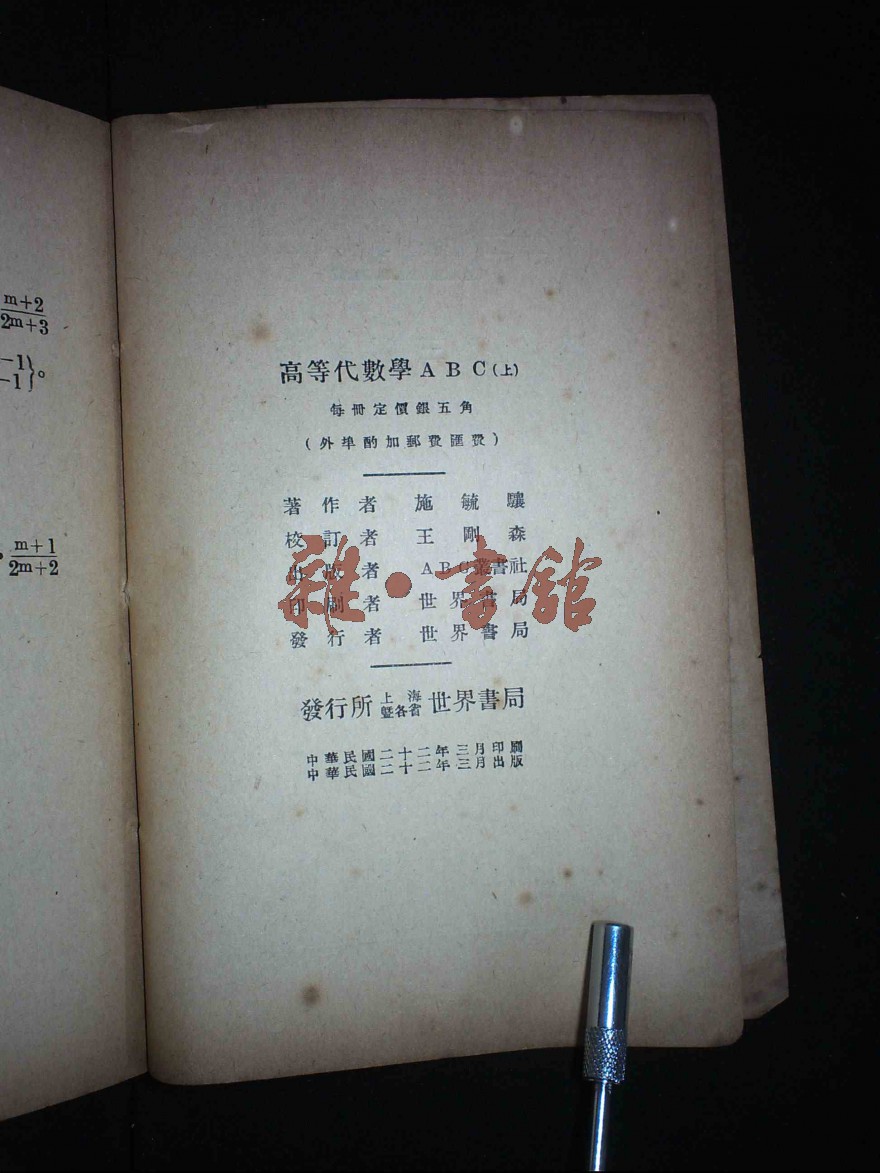 m+2
2m+3
-1}
-1}。
m+1
2m+2
高等代數學ABC(上)
每冊定價銀五角
(外埠酌加郵費匯費)
著作者 施毓驤
校訂者 王剛森
出版者 ABC叢書社
印刷者 世界書局
發行者 世界書局
發行所 上海暨各省 世界書局
中華民國二十二年三月印刷
中華民國二十二年三月出版
雜·書館